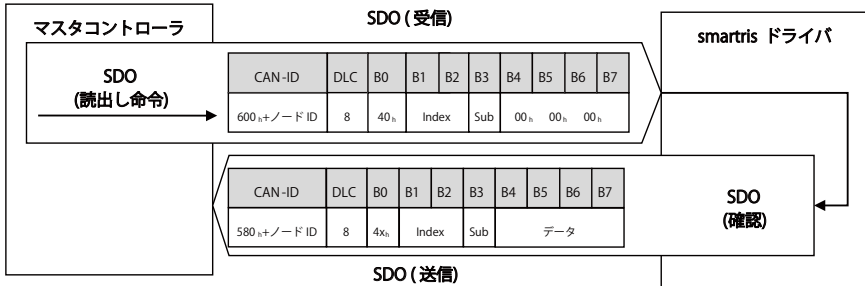 マスタコントローラ
SDO ( 受信 )
smartris ドライバ
SDO
(読出し命令)
CAN-ID DLC B0 B1 B2 B3 B4 B5 B6 B7
600 h+ノード ID 8 40 h Index Sub 00 h 00 h 00 h
CAN-ID DLC B0 B1 B2 B3 B4 B5 B6 B7
580 h+ノード ID 8 4xh Index Sub データ
SDO
(確認)
SDO ( 送信)